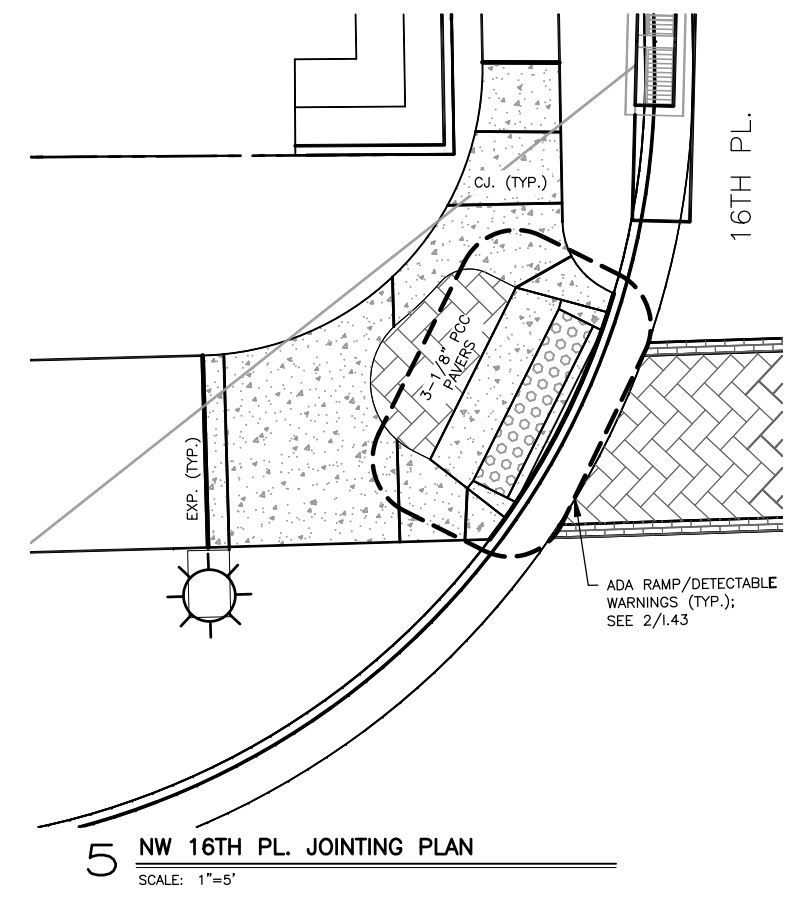 CJ. (TYP.)
16TH PL.
3-1/8" PCC
PAVERS
EXP. (TYP.)
ADA RAMP/DETECTABLE
WARNINGS (TYP.);
SEE 2/I.43
5 NW 16TH PL. JOINTING PLAN
SCALE: 1"=5'